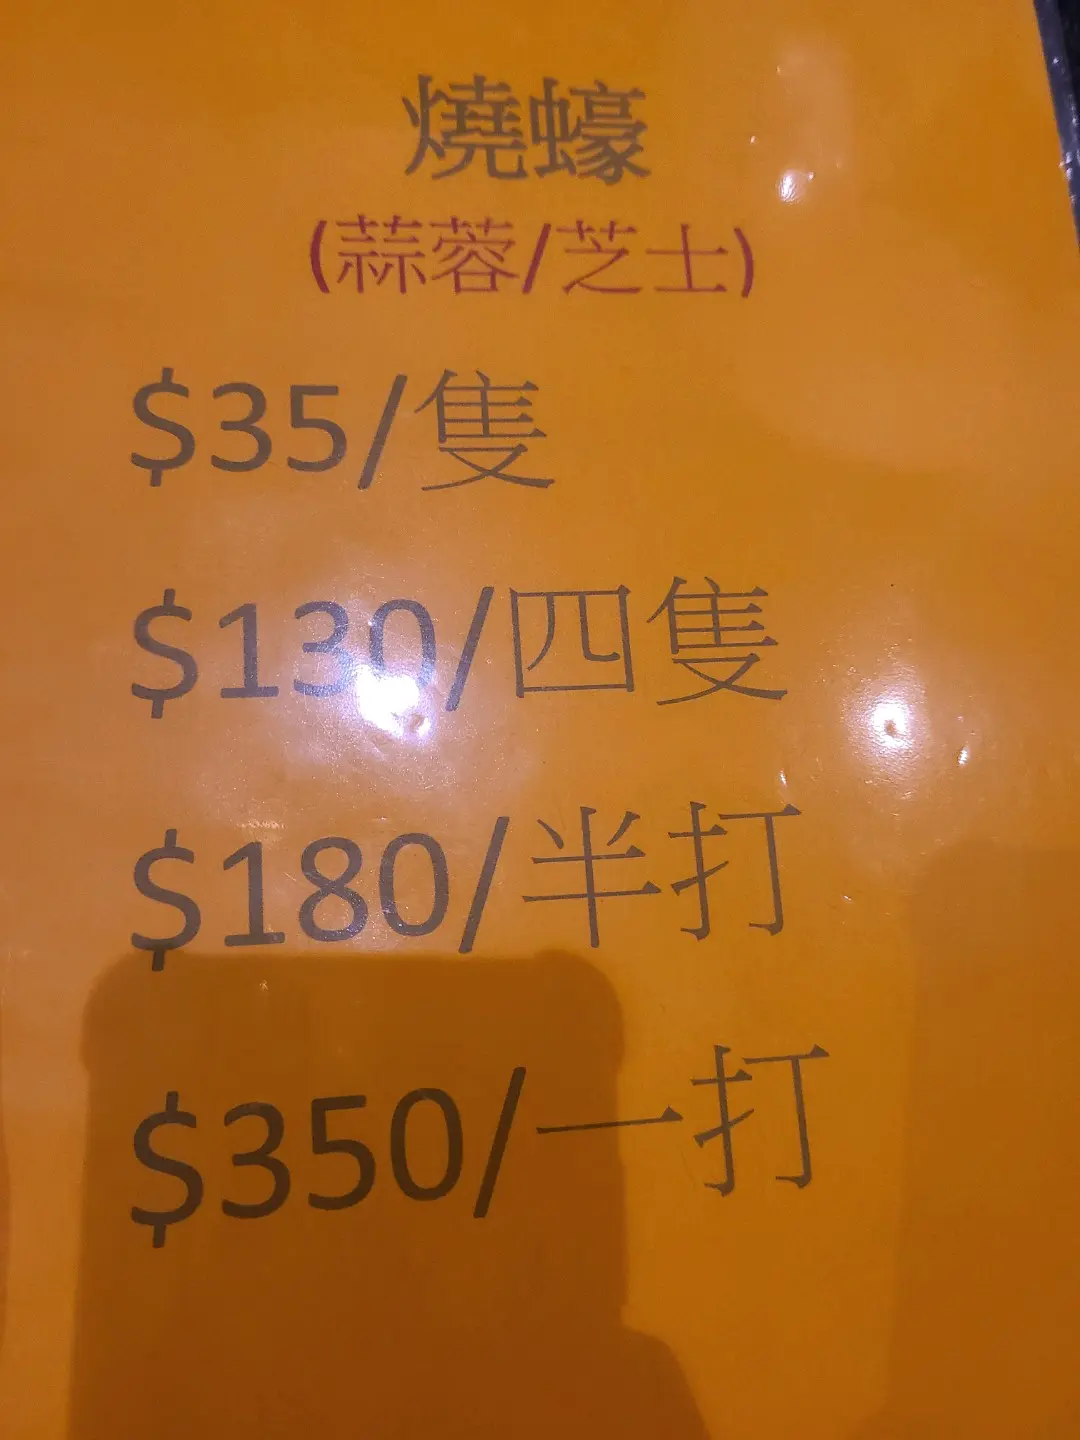 燒蠔
(蒜蓉/芝士)
$35/隻
$130/四隻
$180/半打
$350/一打